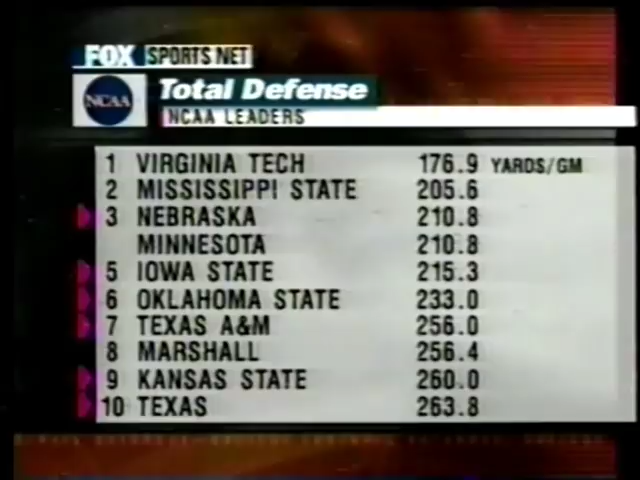 FOX SPORTS NET
NCAA
Total Defense
NCAA LEADERS
1 VIRGINIA TECH 176.9 YARDS/GM
2 MISSISSIPPI STATE 205.6
3 NEBRASKA 210.8
MINNESOTA 210.8
5 IOWA STATE 215.3
6 OKLAHOMA STATE 233.0
7 TEXAS A&M 256.0
8 MARSHALL 256.4
9 KANSAS STATE 260.0
10 TEXAS 263.8